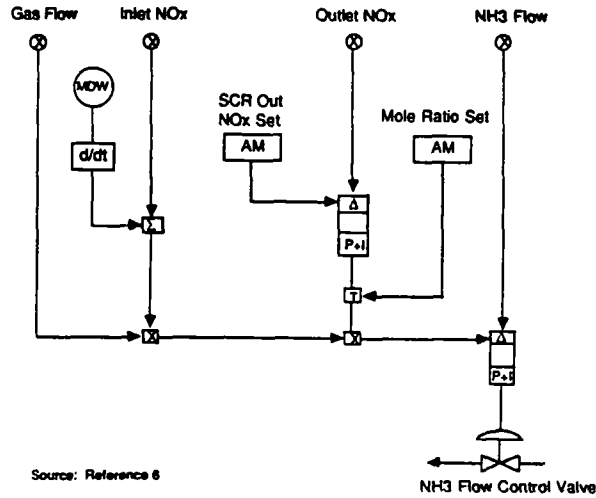 Gas Flow
Inlet NOx
Outlet NOx
NH3 Flow
MDW
SCR Out
NOx Set
Mole Ratio Set
AM
AM
d/dt
Δ
Σ
P+I
T
X
X
Δ
P+I
Source: Reference 6
NH3 Flow Control Valve